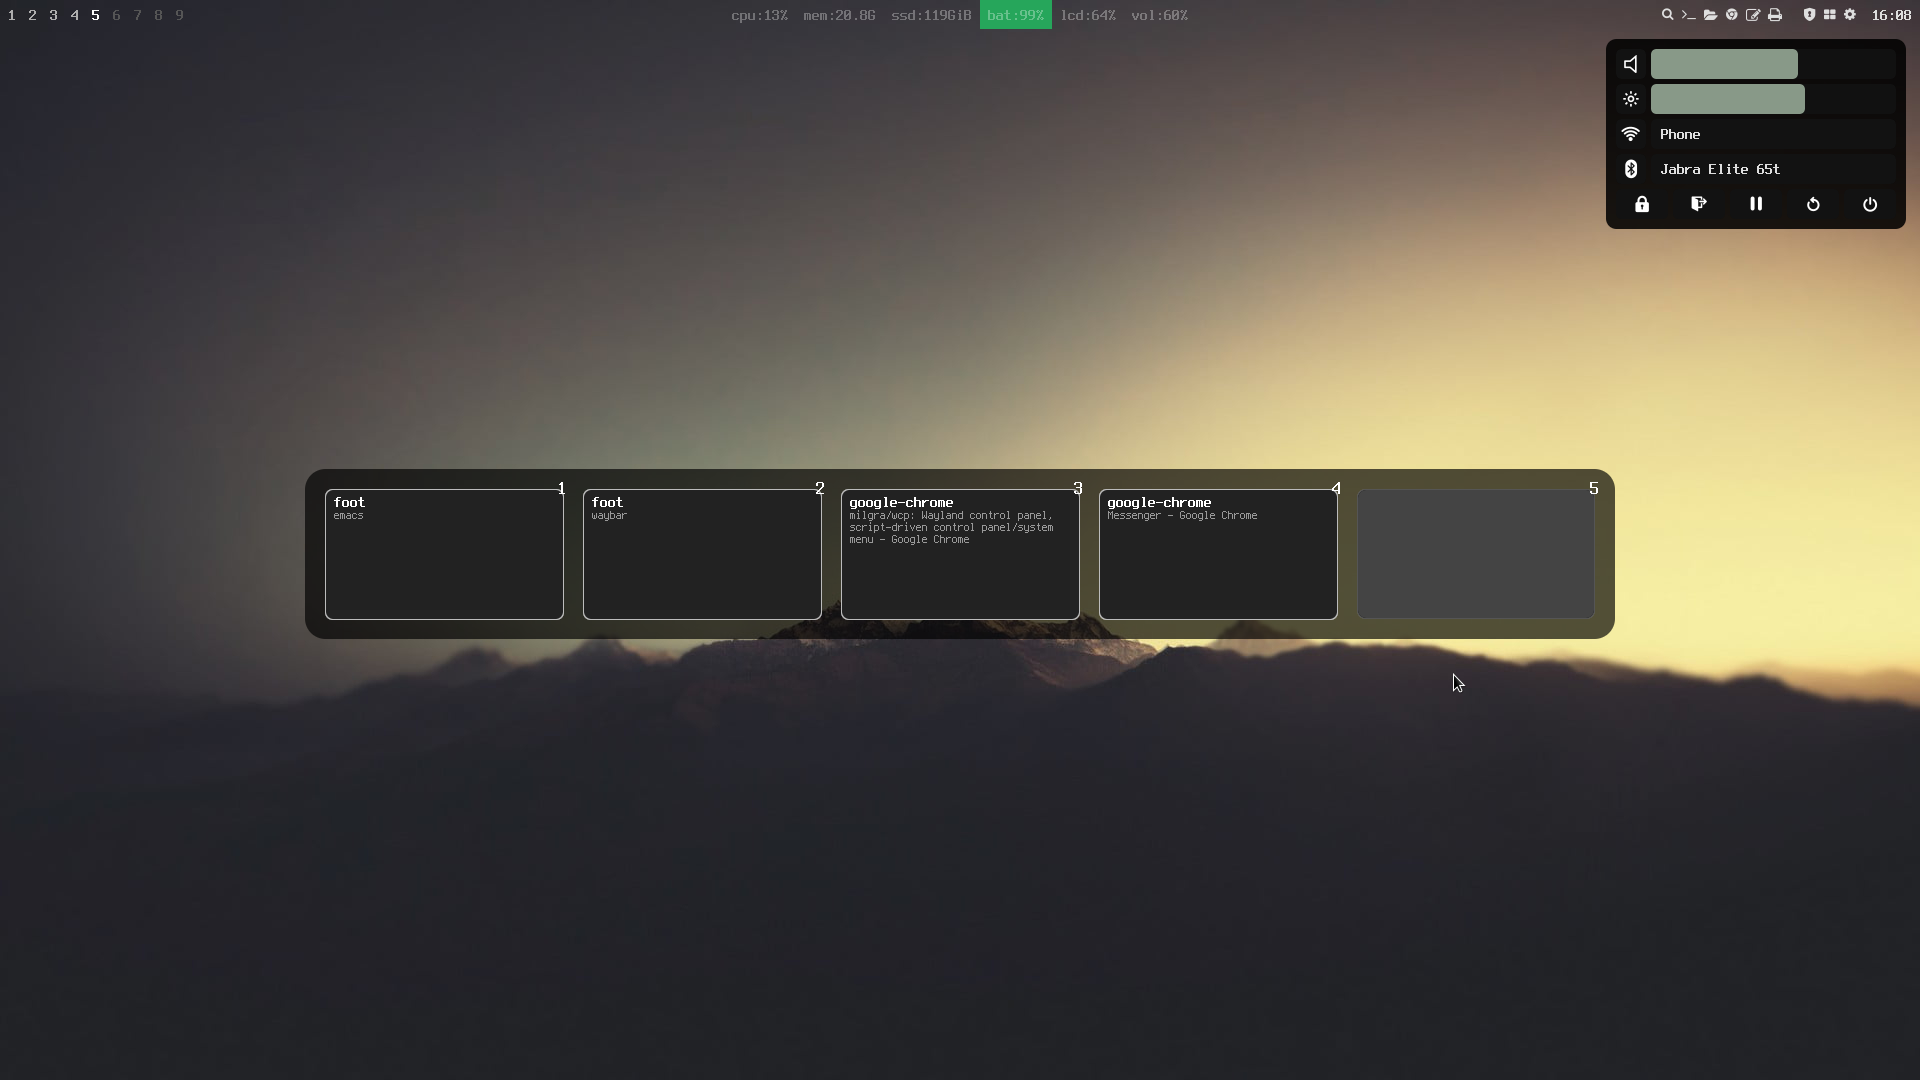 1 2 3 4 5 6 7 8 9
cpu:13% mem:20.8G ssd:119GiB bat:99% lcd:64% vol:60%
16:08
Phone
Jabra Elite 65t
1
foot
emacs
2
foot
waybar
3
google-chrome
milgra/wcp: Wayland control panel,
script-driven control panel/system
menu - Google Chrome
4
google-chrome
Messenger - Google Chrome
5